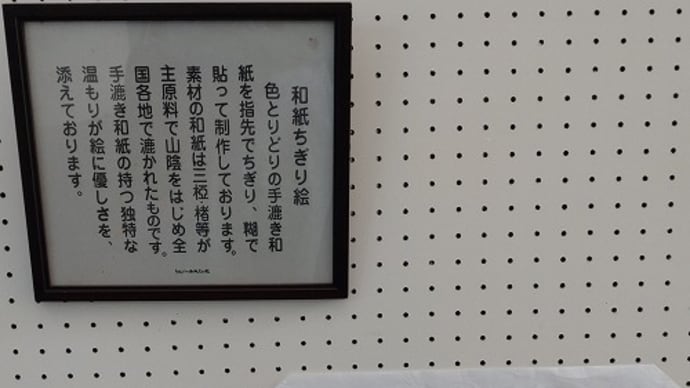 和紙ちぎり絵
色とりどりの手漉き和
紙を指先でちぎり、糊で
貼って制作しております。
素材の和紙は三椏・楮等が
主原料で山陰をはじめ全
国各地で漉かれたものです。
手漉き和紙の持つ独特な
温もりが絵に優しさを、
添えております。